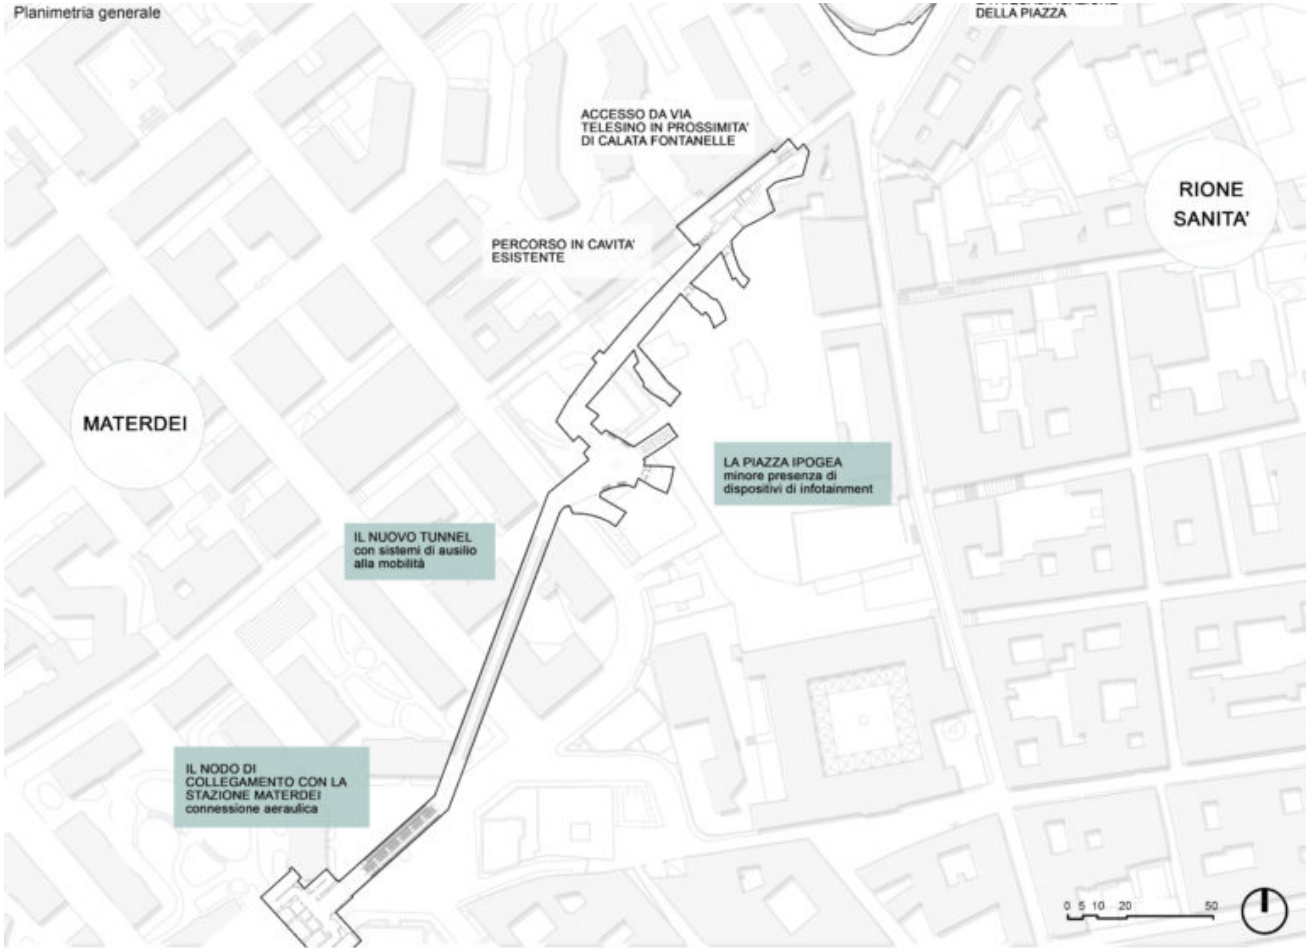 Planimetria generale
DELLA PIAZZA
ACCESSO DA VIA
TELESINO IN PROSSIMITA'
DI CALATA FONTANELLE
RIONE
SANITA'
PERCORSO IN CAVITA'
ESISTENTE
MATERDEI
LA PIAZZA IPOGEA
minore presenza di
dispositivi di infotainment
IL NUOVO TUNNEL
con sistemi di ausilio
alla mobilità
IL NODO DI
COLLEGAMENTO CON LA
STAZIONE MATERDEI
connessione aeraulica
0 5 10 20 50